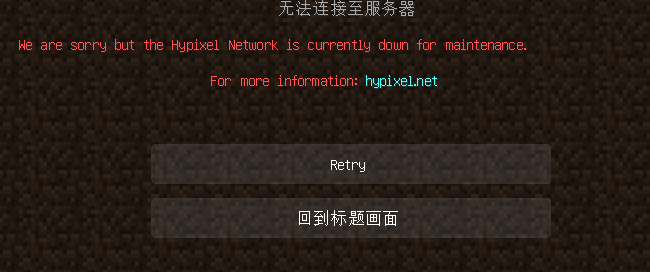 无法连接至服务器
We are sorry but the Hypixel Network is currently down for maintenance.
For more information: hypixel.net
Retry
回到标题画面